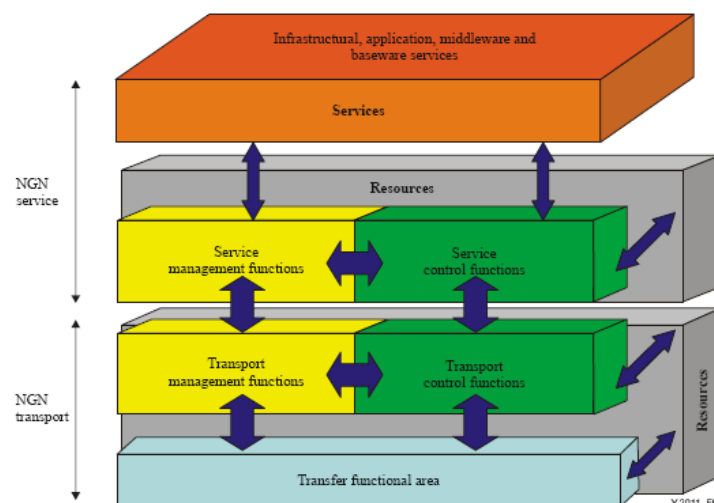 Infrastructural, application, middleware and
baseware services
Services
NGN
service
Resources
Service
management functions
Service
control functions
NGN
transport
Transport
management functions
Transport
control functions
Resources
Transfer functional area